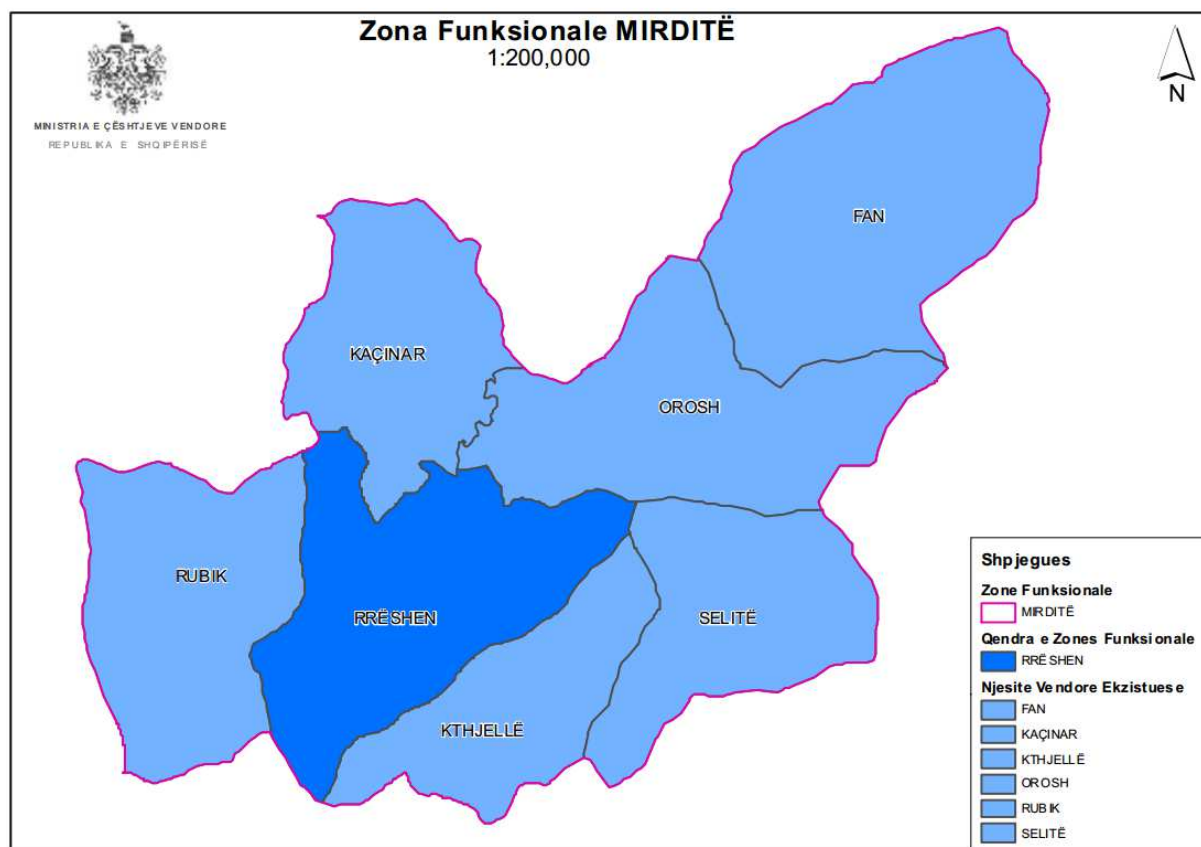 Zona Funksionale MIRDITË
1:200,000
MINISTRIA E ÇËSHTJEVE VENDORE
REPUBLIKA E SHQIPËRISË
N
FAN
KAÇINAR
OROSH
RUBIK
RRËSHEN
SELITË
KTHJELLË
Shpjegues
Zone Funksionale
MIRDITË
Qendra e Zones Funksionale
RRËSHEN
Njesite Vendore Ekzistuese
FAN
KAÇINAR
KTHJELLË
OROSH
RUBIK
SELITË